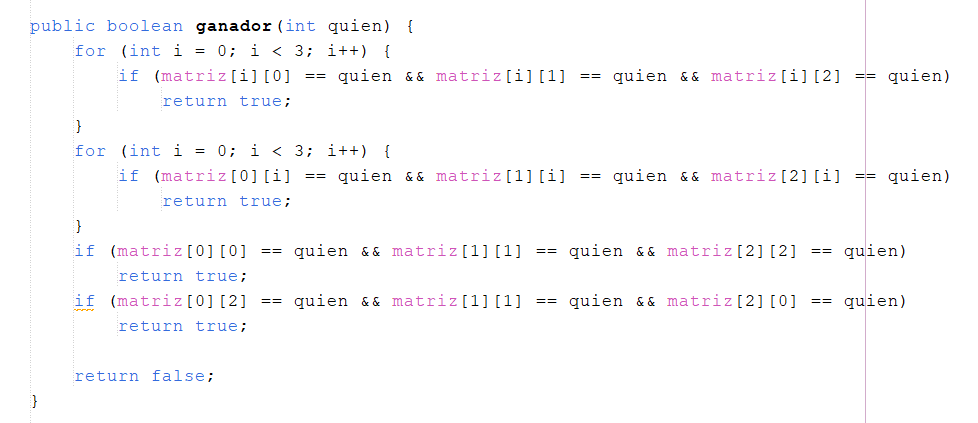 public boolean ganador(int quien) {
    for (int i = 0; i < 3; i++) {
        if (matriz[i][0] == quien && matriz[i][1] == quien && matriz[i][2] == quien)
            return true;
    }
    for (int i = 0; i < 3; i++) {
        if (matriz[0][i] == quien && matriz[1][i] == quien && matriz[2][i] == quien)
            return true;
    }
    if (matriz[0][0] == quien && matriz[1][1] == quien && matriz[2][2] == quien)
        return true;
    if (matriz[0][2] == quien && matriz[1][1] == quien && matriz[2][0] == quien)
        return true;

    return false;
}